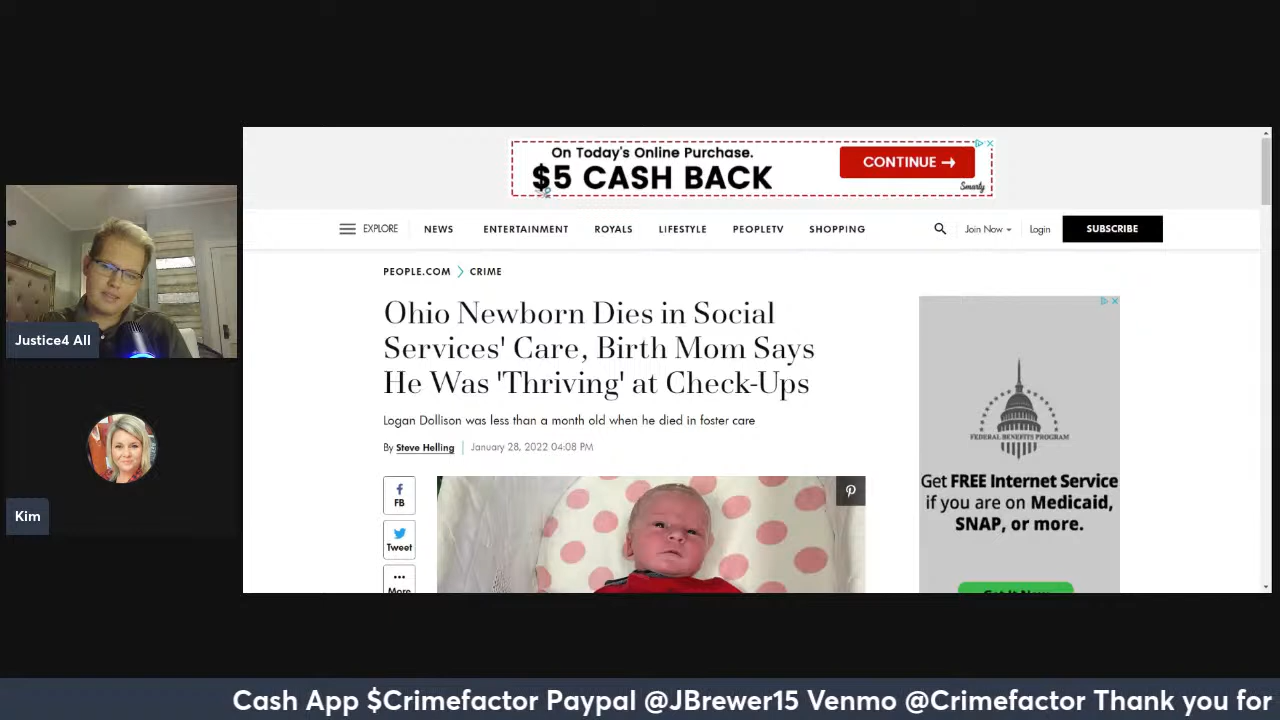 On Today's Online Purchase.
$5 CASH BACK
CONTINUE →
Smarty
EXPLORE
NEWS
ENTERTAINMENT
ROYALS
LIFESTYLE
PEOPLETV
SHOPPING
Join Now
Login
SUBSCRIBE
PEOPLE.COM > CRIME
Ohio Newborn Dies in Social
Services' Care, Birth Mom Says
He Was 'Thriving' at Check-Ups
Logan Dollison was less than a month old when he died in foster care
By Steve Helling
January 28, 2022 04:08 PM
FB
Tweet
More
FEDERAL BENEFITS PROGRAM
Get FREE Internet Service
if you are on Medicaid,
SNAP, or more.
Get It Now
Justice4 All
Kim
Cash App $Crimefactor Paypal @JBrewer15 Venmo @Crimefactor Thank you for